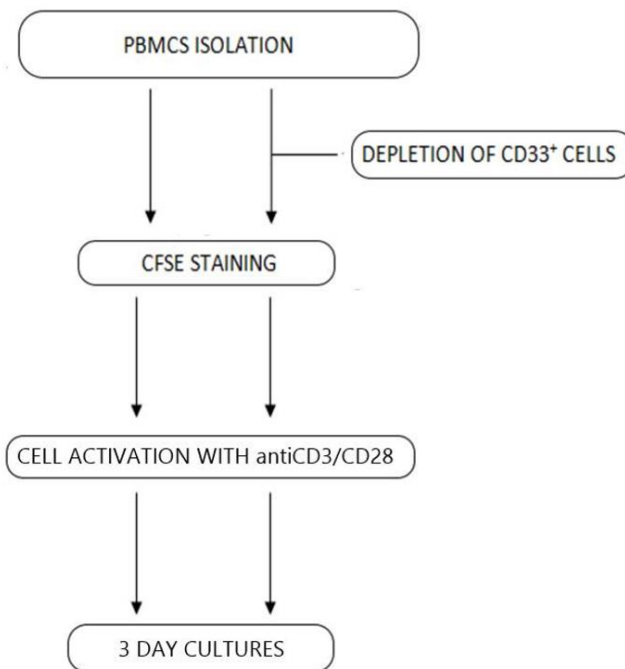 PBMCS ISOLATION
DEPLETION OF CD33⁺ CELLS
CFSE STAINING
CELL ACTIVATION WITH antiCD3/CD28
3 DAY CULTURES